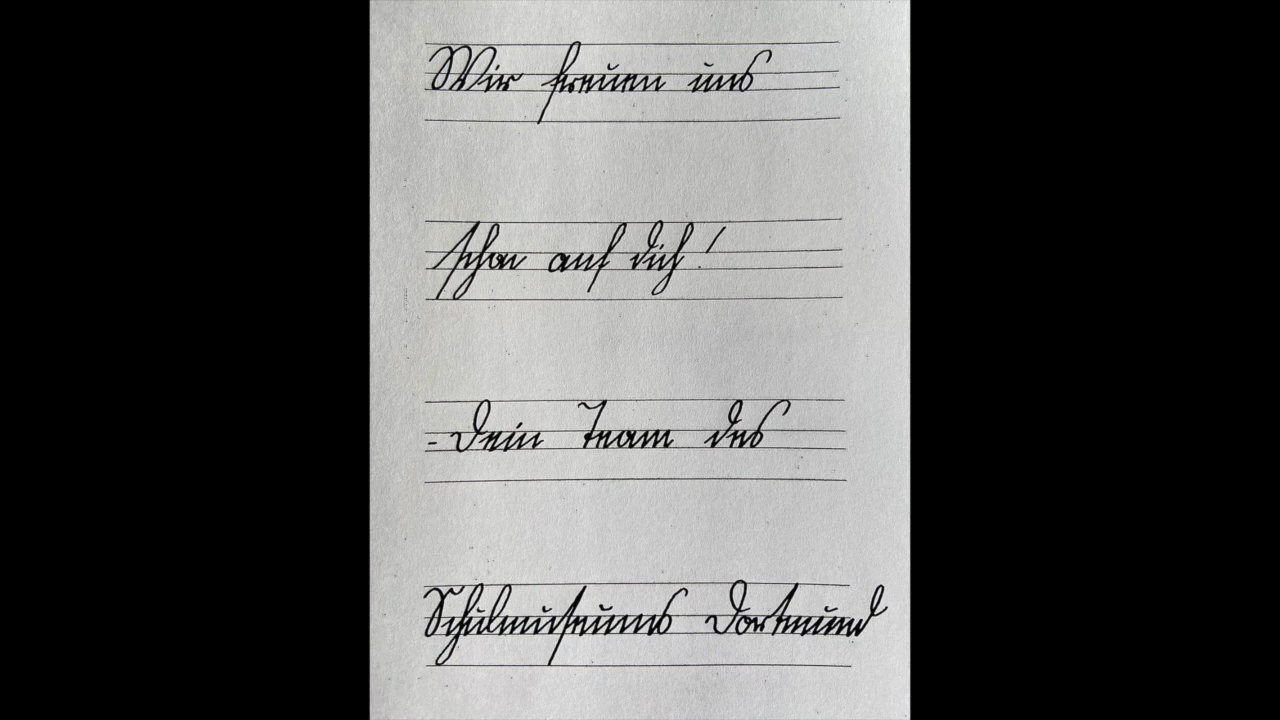 Wir freuen uns
schon auf dich!
- Dein Team des
Schulmuseums Dortmund